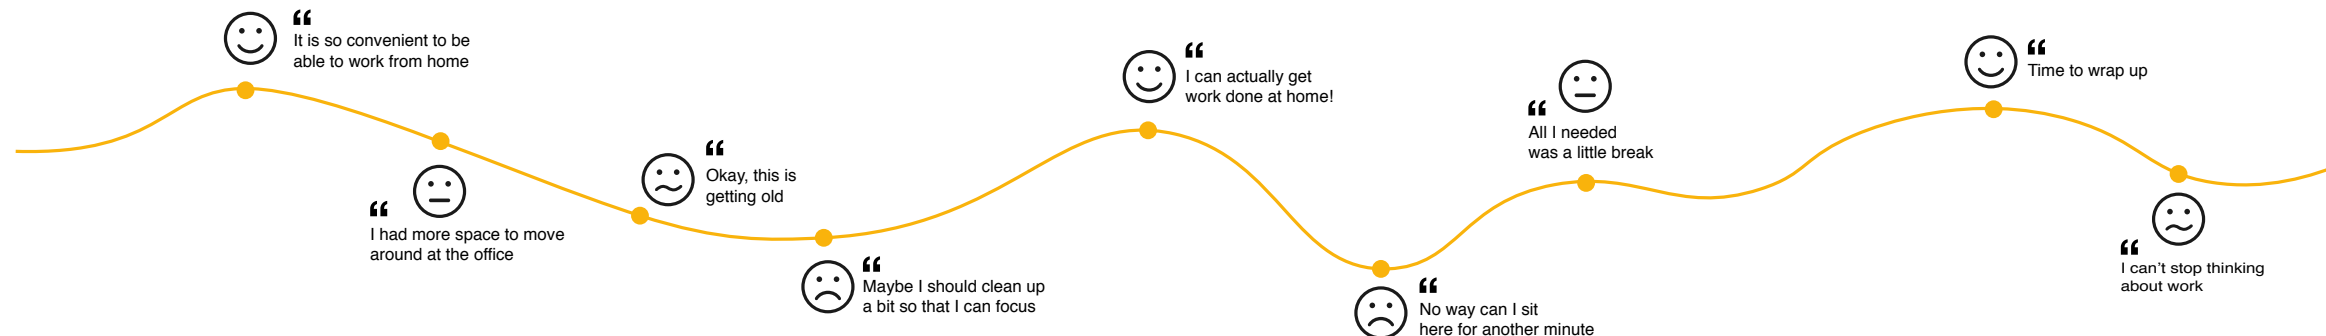 “
It is so convenient to be
able to work from home
“
I had more space to move
around at the office
“
Okay, this is
getting old
“
Maybe I should clean up
a bit so that I can focus
“
I can actually get
work done at home!
“
No way can I sit
here for another minute
“
All I needed
was a little break
“
Time to wrap up
“
I can’t stop thinking
about work